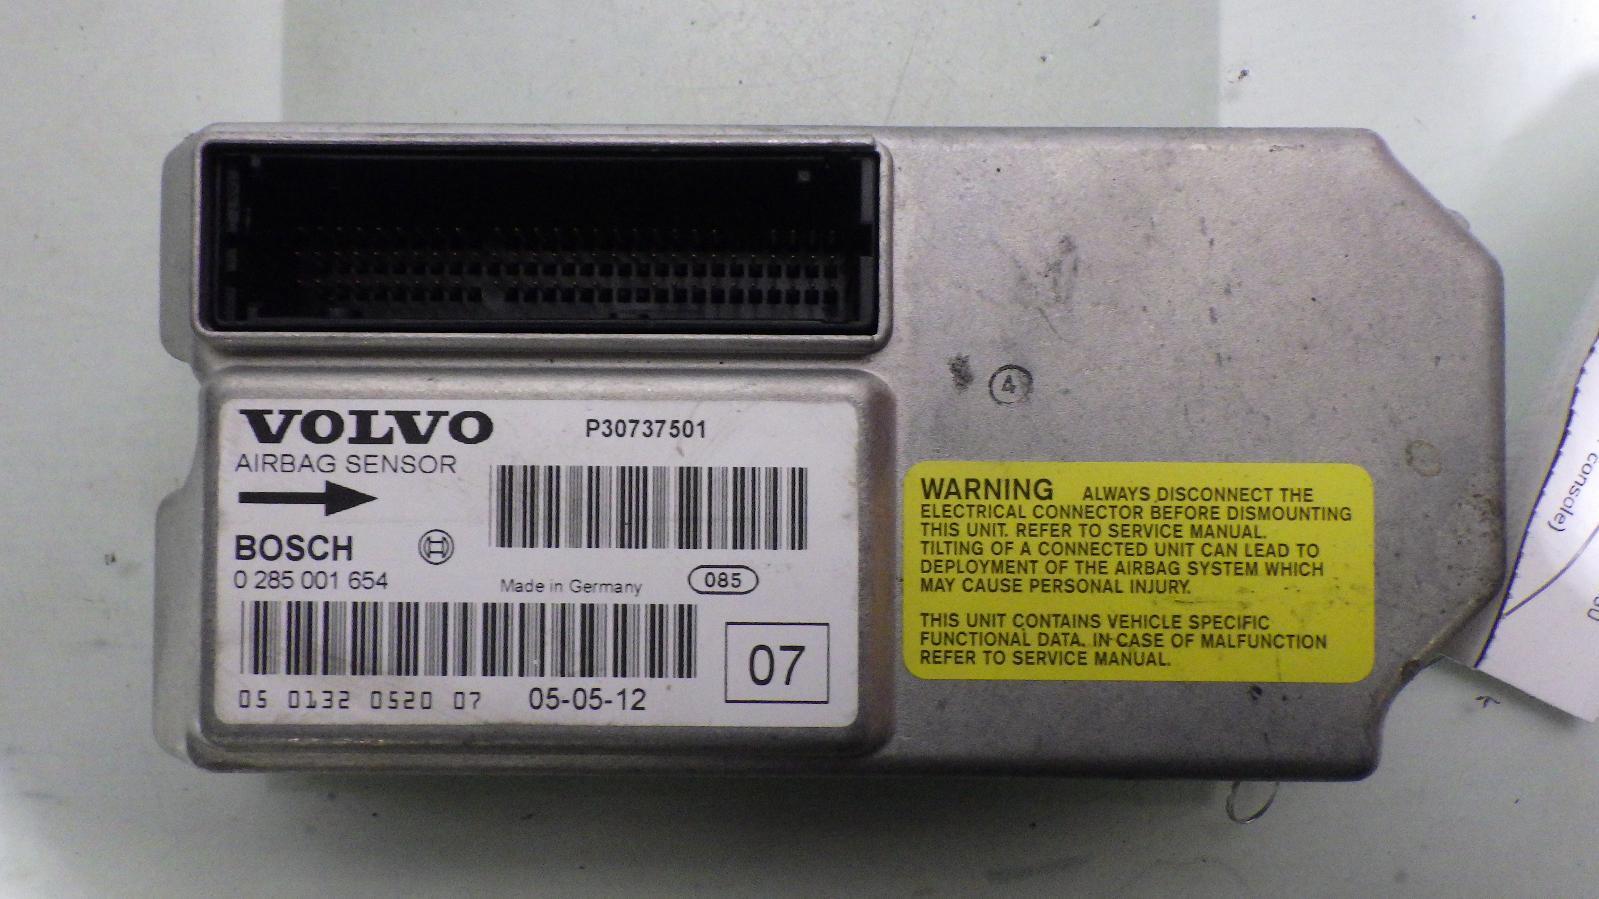 VOLVO
P30737501
AIRBAG SENSOR
BOSCH
0 285 001 654
Made in Germany
085
05 0132 0520 07
05-05-12
07
4
WARNING ALWAYS DISCONNECT THE
ELECTRICAL CONNECTOR BEFORE DISMOUNTING
THIS UNIT. REFER TO SERVICE MANUAL.
TILTING OF A CONNECTED UNIT CAN LEAD TO
DEPLOYMENT OF THE AIRBAG SYSTEM WHICH
MAY CAUSE PERSONAL INJURY.
THIS UNIT CONTAINS VEHICLE SPECIFIC
FUNCTIONAL DATA. IN CASE OF MALFUNCTION
REFER TO SERVICE MANUAL.
console)